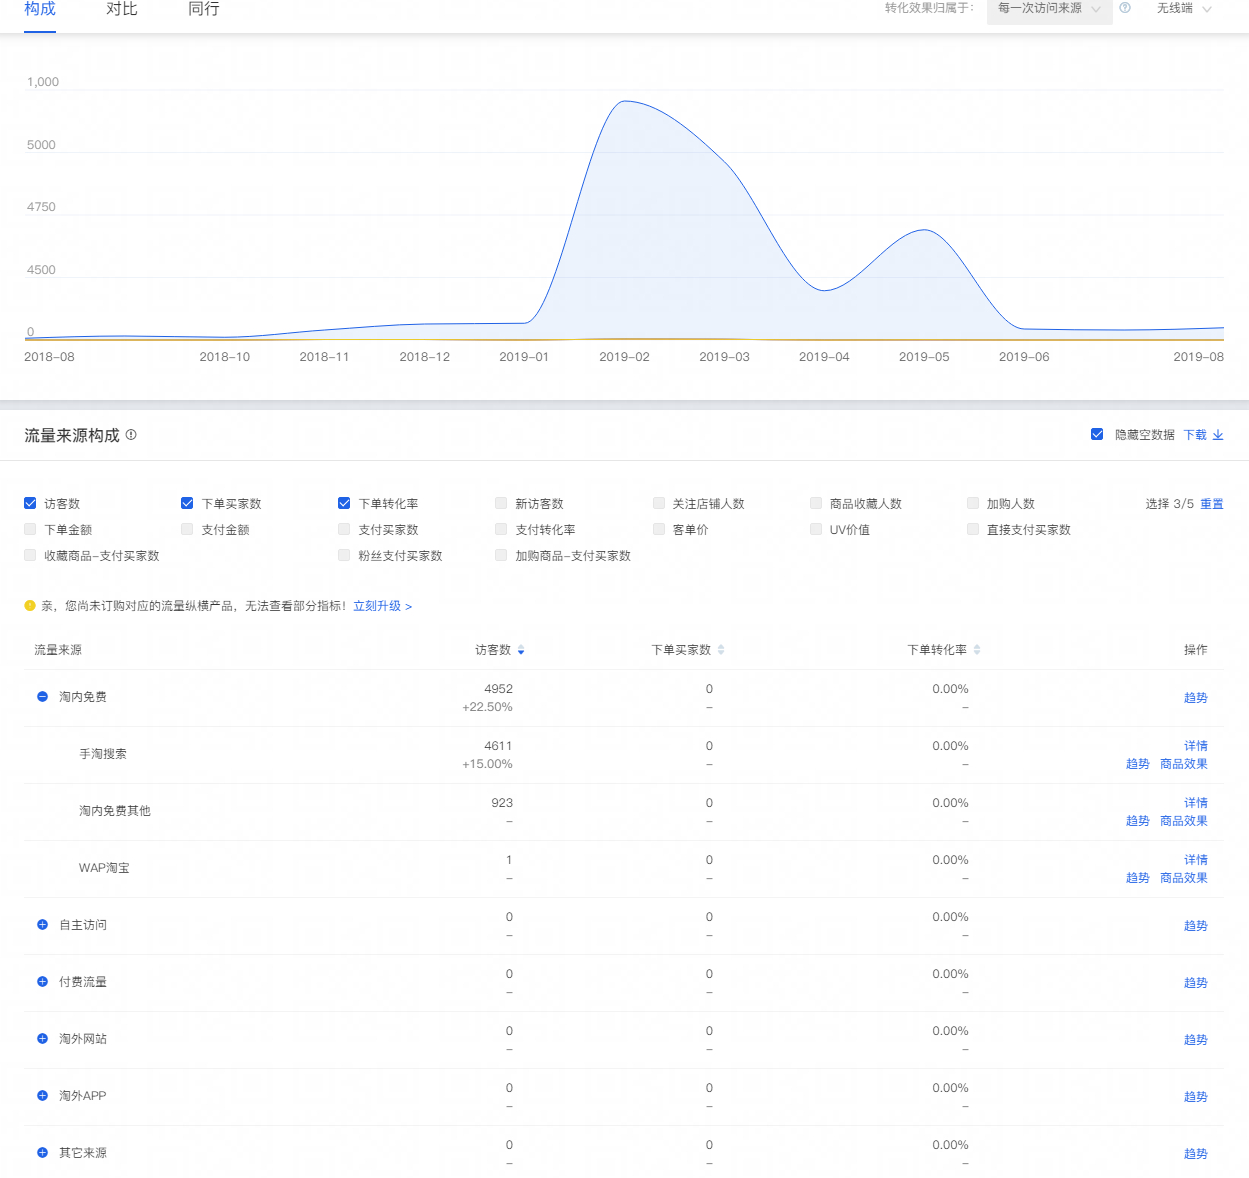 构成 对比 同行 转化效果归属于： 每一次访问来源 无线端
1,000
5000
4750
4500
0
2018-08 2018-10 2018-11 2018-12 2019-01 2019-02 2019-03 2019-04 2019-05 2019-06 2019-08
流量来源构成 隐藏空数据 下载
访客数 下单买家数 下单转化率 新访客数 关注店铺人数 商品收藏人数 加购人数 选择 3/5 重置
下单金额 支付金额 支付买家数 支付转化率 客单价 UV价值 直接支付买家数
收藏商品-支付买家数 粉丝支付买家数 加购商品-支付买家数
亲，您尚未订购对应的流量纵横产品，无法查看部分指标！立刻升级 >
流量来源 访客数 下单买家数 下单转化率 操作
淘内免费 4952 0 0.00% 趋势
+22.50% - -
手淘搜索 4611 0 0.00% 详情
+15.00% - - 趋势 商品效果
淘内免费其他 923 0 0.00% 详情
- - - 趋势 商品效果
WAP淘宝 1 0 0.00% 详情
- - - 趋势 商品效果
自主访问 0 0 0.00% 趋势
- - -
付费流量 0 0 0.00% 趋势
- - -
淘外网站 0 0 0.00% 趋势
- - -
淘外APP 0 0 0.00% 趋势
- - -
其它来源 0 0 0.00% 趋势
- - -